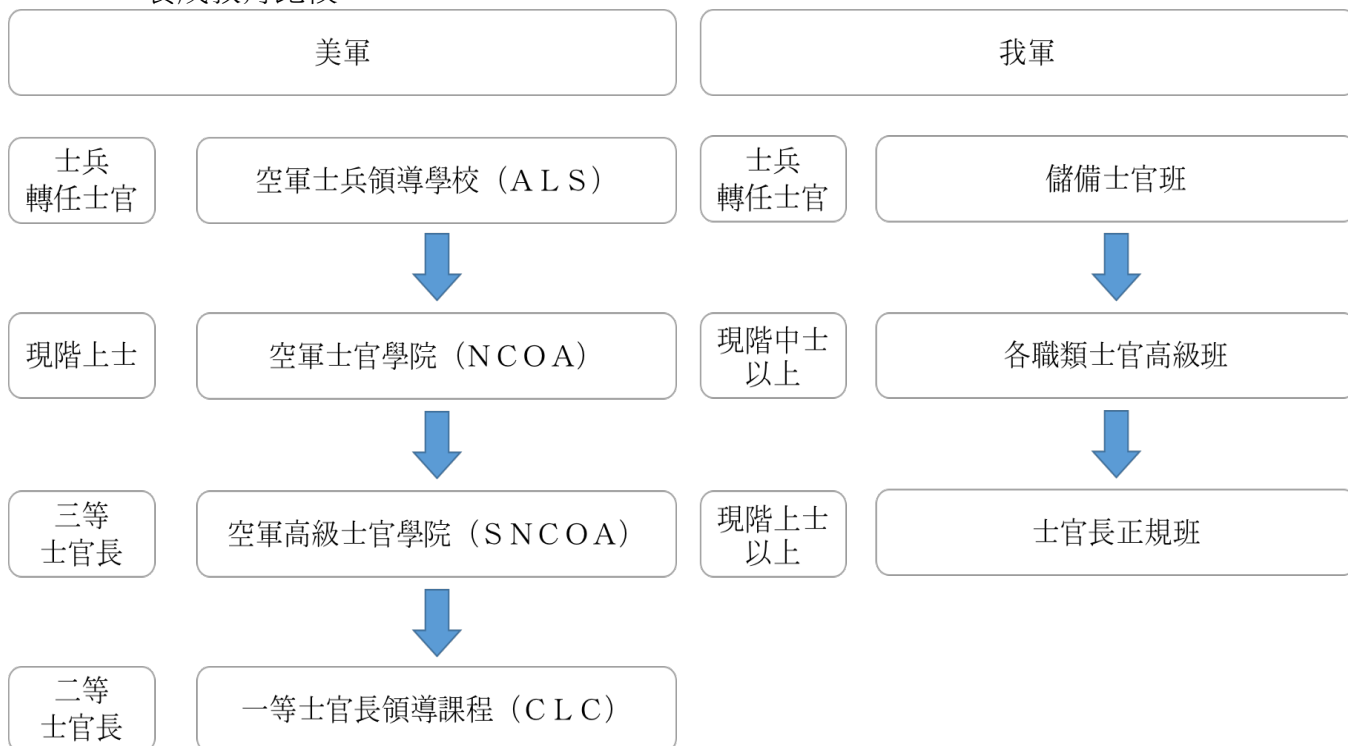 美軍
我軍
士兵
轉任士官
空軍士兵領導學校（ＡＬＳ）
士兵
轉任士官
儲備士官班
現階上士
空軍士官學院（ＮＣＯＡ）
現階中士
以上
各職類士官高級班
三等
士官長
空軍高級士官學院（ＳＮＣＯＡ）
現階上士
以上
士官長正規班
二等
士官長
一等士官長領導課程（ＣＬＣ）